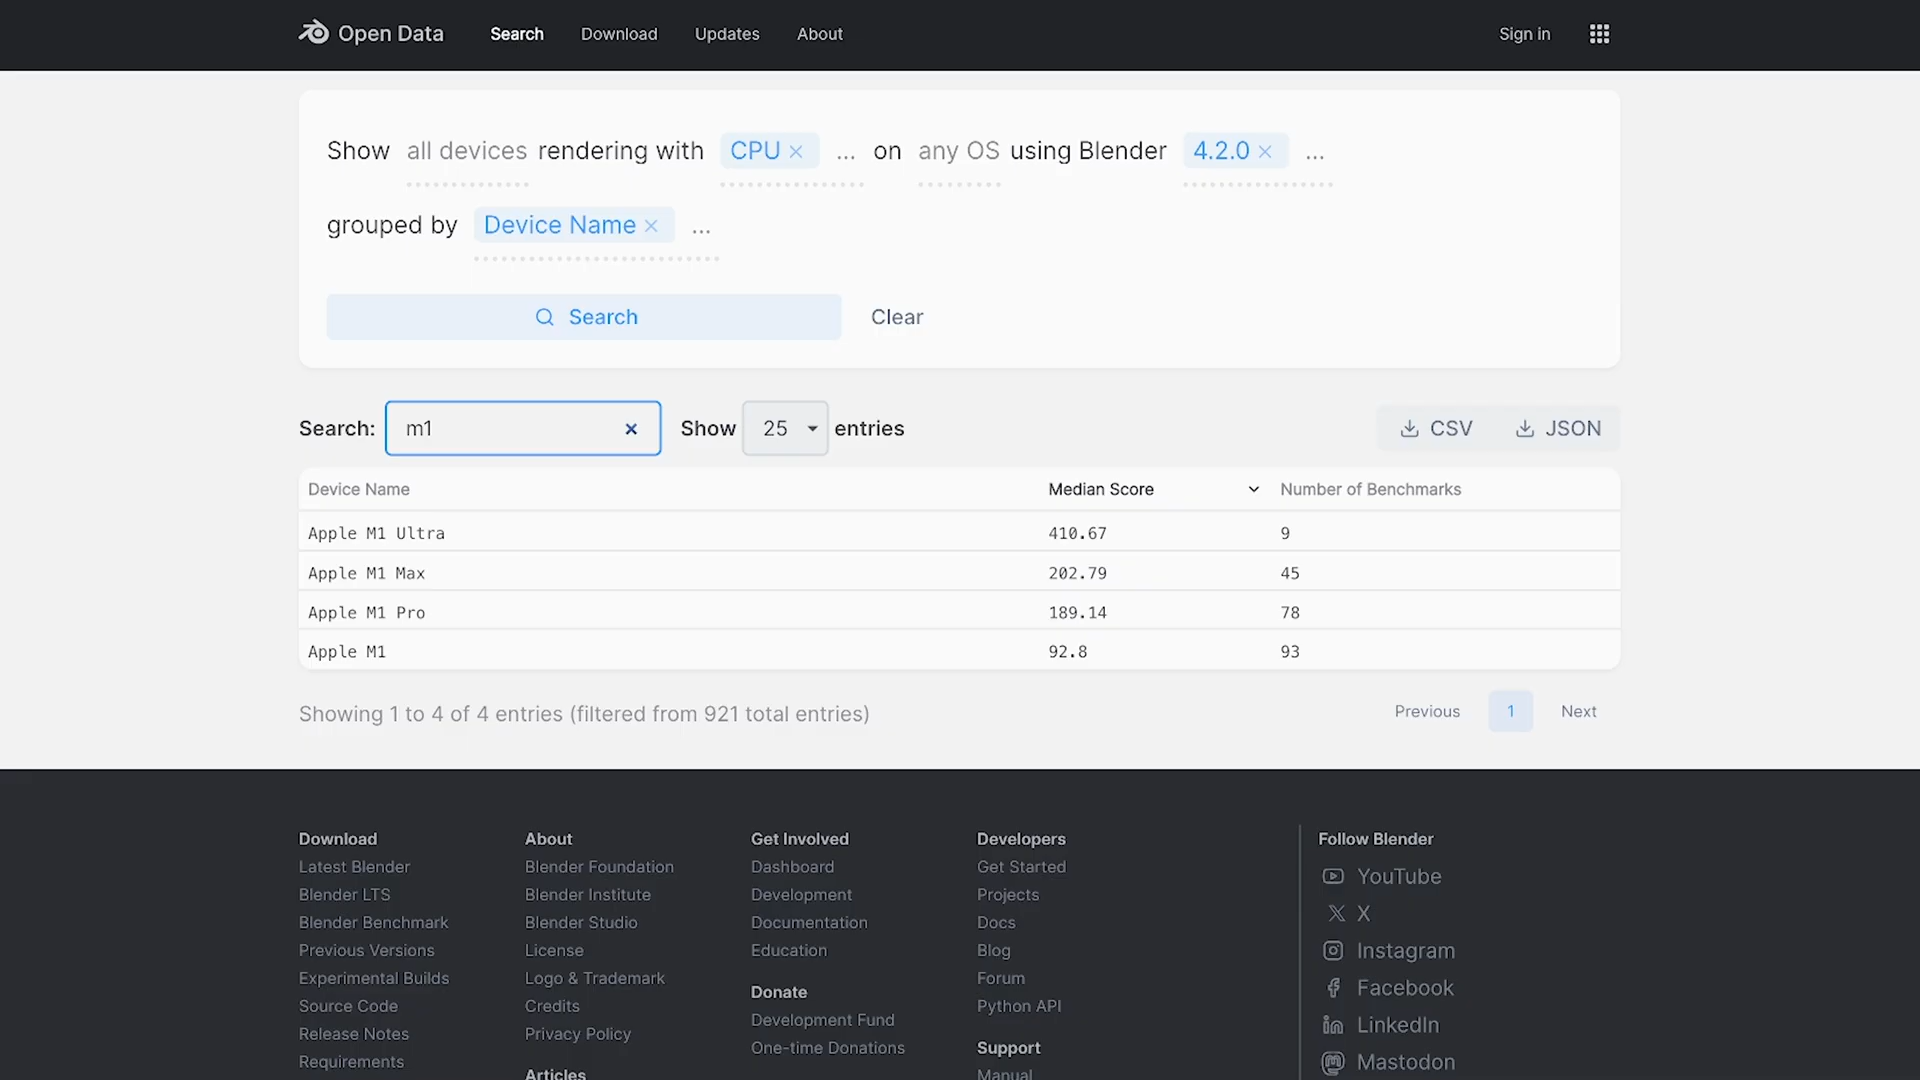 Open Data Search Download Updates About Sign in
Show all devices rendering with CPU × ... on any OS using Blender 4.2.0 × ...
grouped by Device Name × ...
Search Clear
Search: m1 × Show 25 entries CSV JSON
Device Name Median Score Number of Benchmarks
Apple M1 Ultra 410.67 9
Apple M1 Max 202.79 45
Apple M1 Pro 189.14 78
Apple M1 92.8 93
Showing 1 to 4 of 4 entries (filtered from 921 total entries) Previous 1 Next
Download
Latest Blender
Blender LTS
Blender Benchmark
Previous Versions
Experimental Builds
Source Code
Release Notes
Requirements
About
Blender Foundation
Blender Institute
Blender Studio
License
Logo & Trademark
Credits
Privacy Policy
Articles
Get Involved
Dashboard
Development
Documentation
Education
Donate
Development Fund
One-time Donations
Developers
Get Started
Projects
Docs
Blog
Forum
Python API
Support
Manual
Follow Blender
YouTube
X
Instagram
Facebook
LinkedIn
Mastodon